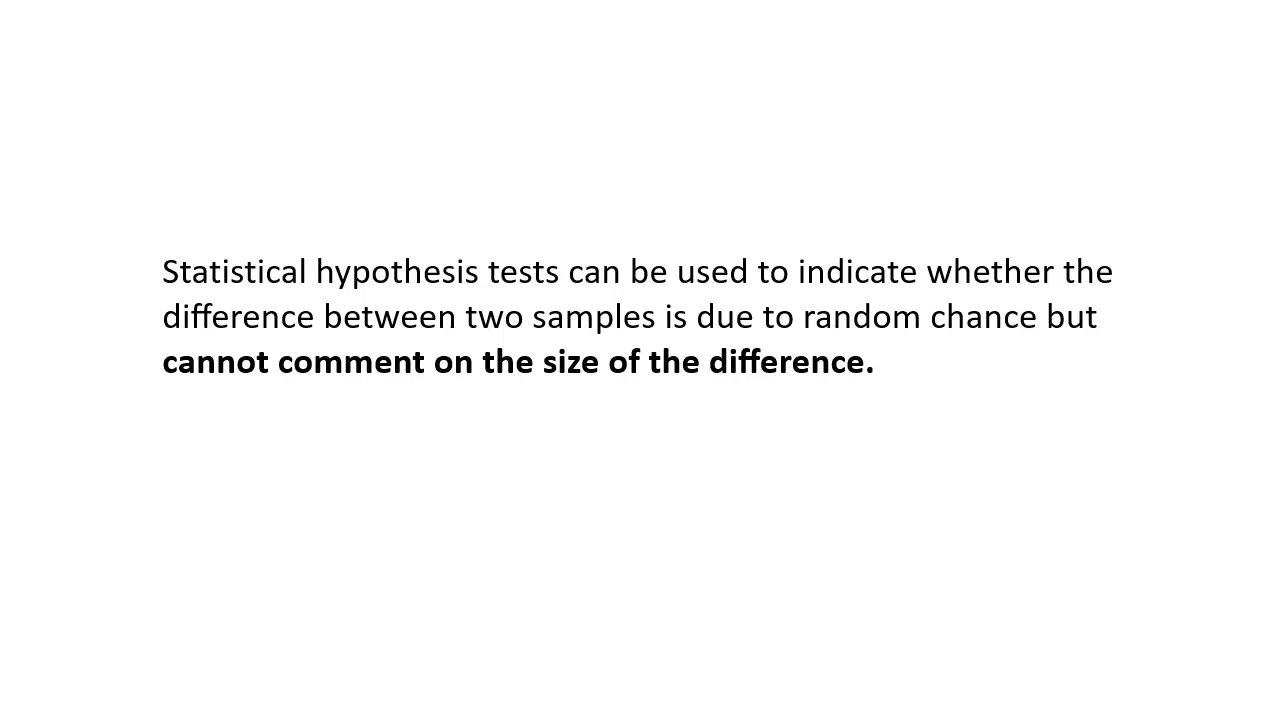 Statistical hypothesis tests can be used to indicate whether the
difference between two samples is due to random chance but
cannot comment on the size of the difference.